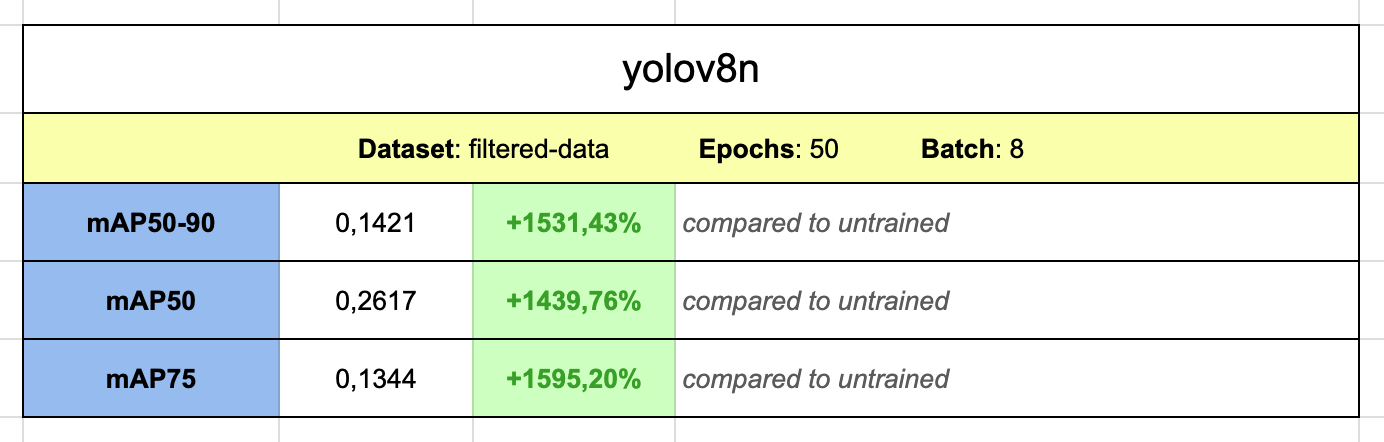 yolov8n
Dataset: filtered-data Epochs: 50 Batch: 8
mAP50-90 0,1421 +1531,43% compared to untrained
mAP50 0,2617 +1439,76% compared to untrained
mAP75 0,1344 +1595,20% compared to untrained